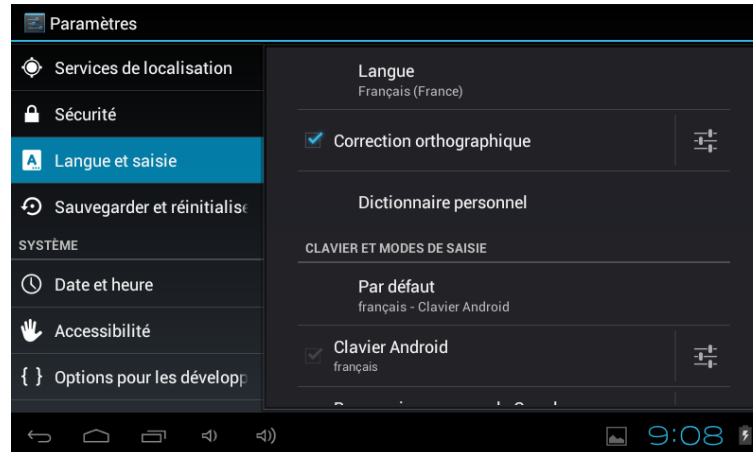 Paramètres
Services de localisation
Sécurité
Langue et saisie
Sauvegarder et réinitialise
SYSTÈME
Date et heure
Accessibilité
{ } Options pour les développ
Langue
Français (France)
Correction orthographique
Dictionnaire personnel
CLAVIER ET MODES DE SAISIE
Par défaut
français - Clavier Android
Clavier Android
français
9:08